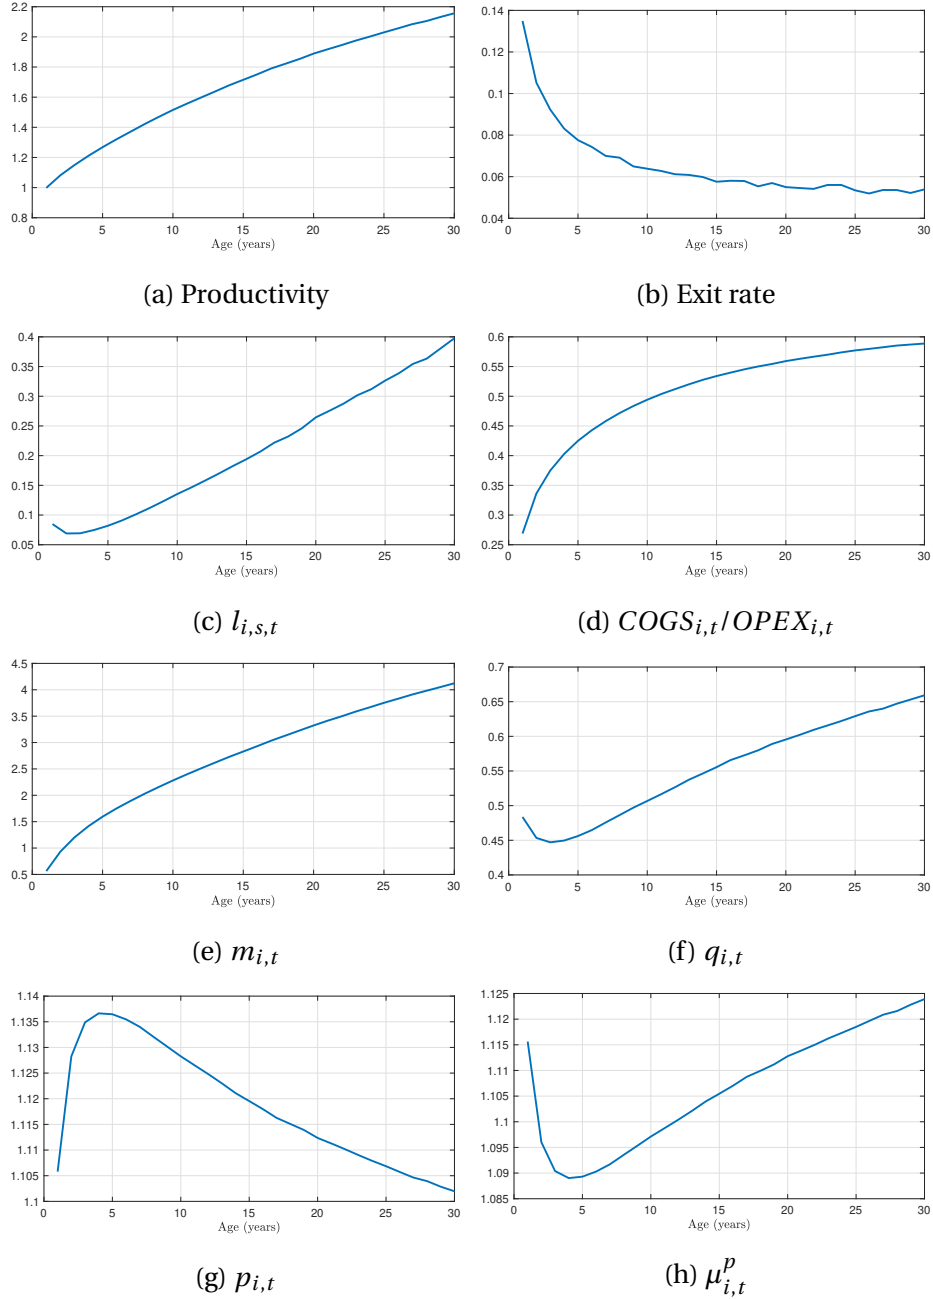 2.2
2
1.8
1.6
1.4
1.2
1
0.8
0 5 10 15 20 25 30
Age (years)
(a) Productivity
0.14
0.12
0.1
0.08
0.06
0.04
0 5 10 15 20 25 30
Age (years)
(b) Exit rate
0.4
0.35
0.3
0.25
0.2
0.15
0.1
0.05
0 5 10 15 20 25 30
Age (years)
(c) l_{i,s,t}
0.6
0.55
0.5
0.45
0.4
0.35
0.3
0.25
0 5 10 15 20 25 30
Age (years)
(d) COGS_{i,t}/OPEX_{i,t}
4.5
4
3.5
3
2.5
2
1.5
1
0.5
0 5 10 15 20 25 30
Age (years)
(e) m_{i,t}
0.7
0.65
0.6
0.55
0.5
0.45
0.4
0 5 10 15 20 25 30
Age (years)
(f) q_{i,t}
1.14
1.135
1.13
1.125
1.12
1.115
1.11
1.105
1.1
0 5 10 15 20 25 30
Age (years)
(g) p_{i,t}
1.125
1.12
1.115
1.11
1.105
1.1
1.095
1.09
1.085
0 5 10 15 20 25 30
Age (years)
(h) μ^p_{i,t}